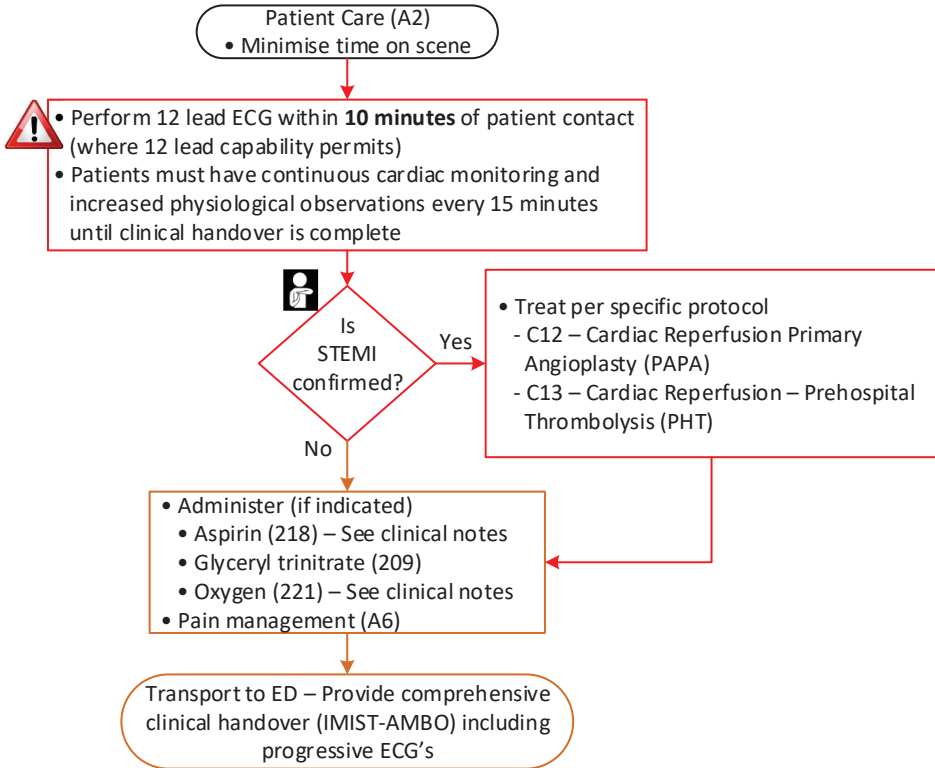 Patient Care (A2)
• Minimise time on scene
!
• Perform 12 lead ECG within 10 minutes of patient contact
(where 12 lead capability permits)
• Patients must have continuous cardiac monitoring and
increased physiological observations every 15 minutes
until clinical handover is complete
Is
STEMI
confirmed?
Yes
• Treat per specific protocol
- C12 – Cardiac Reperfusion Primary
Angioplasty (PAPA)
- C13 – Cardiac Reperfusion – Prehospital
Thrombolysis (PHT)
No
• Administer (if indicated)
• Aspirin (218) – See clinical notes
• Glyceryl trinitrate (209)
• Oxygen (221) – See clinical notes
• Pain management (A6)
Transport to ED – Provide comprehensive
clinical handover (IMIST-AMBO) including
progressive ECG's